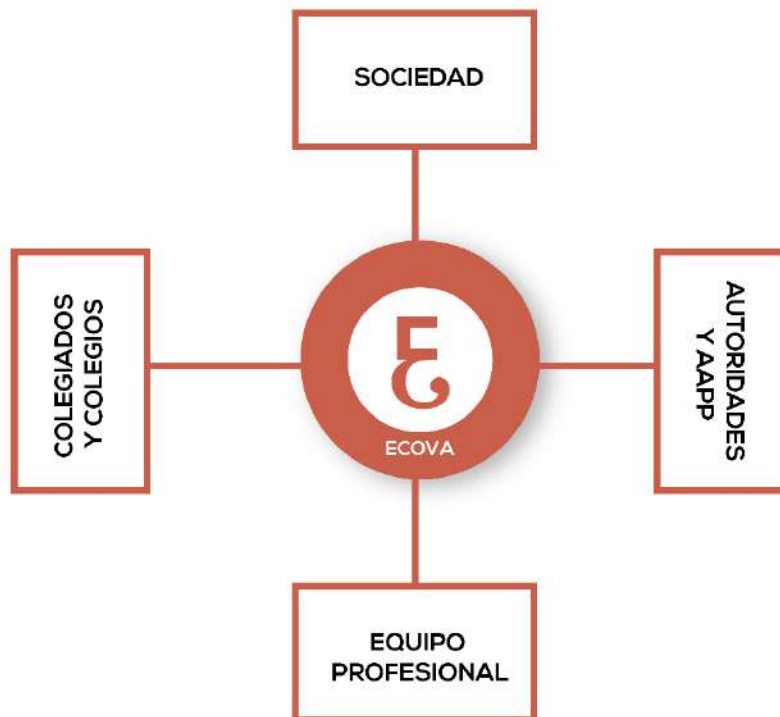 SOCIEDAD
COLEGIADOS
Y COLEGIOS
ECOVA
AUTORIDADES
Y AAPP
EQUIPO
PROFESIONAL